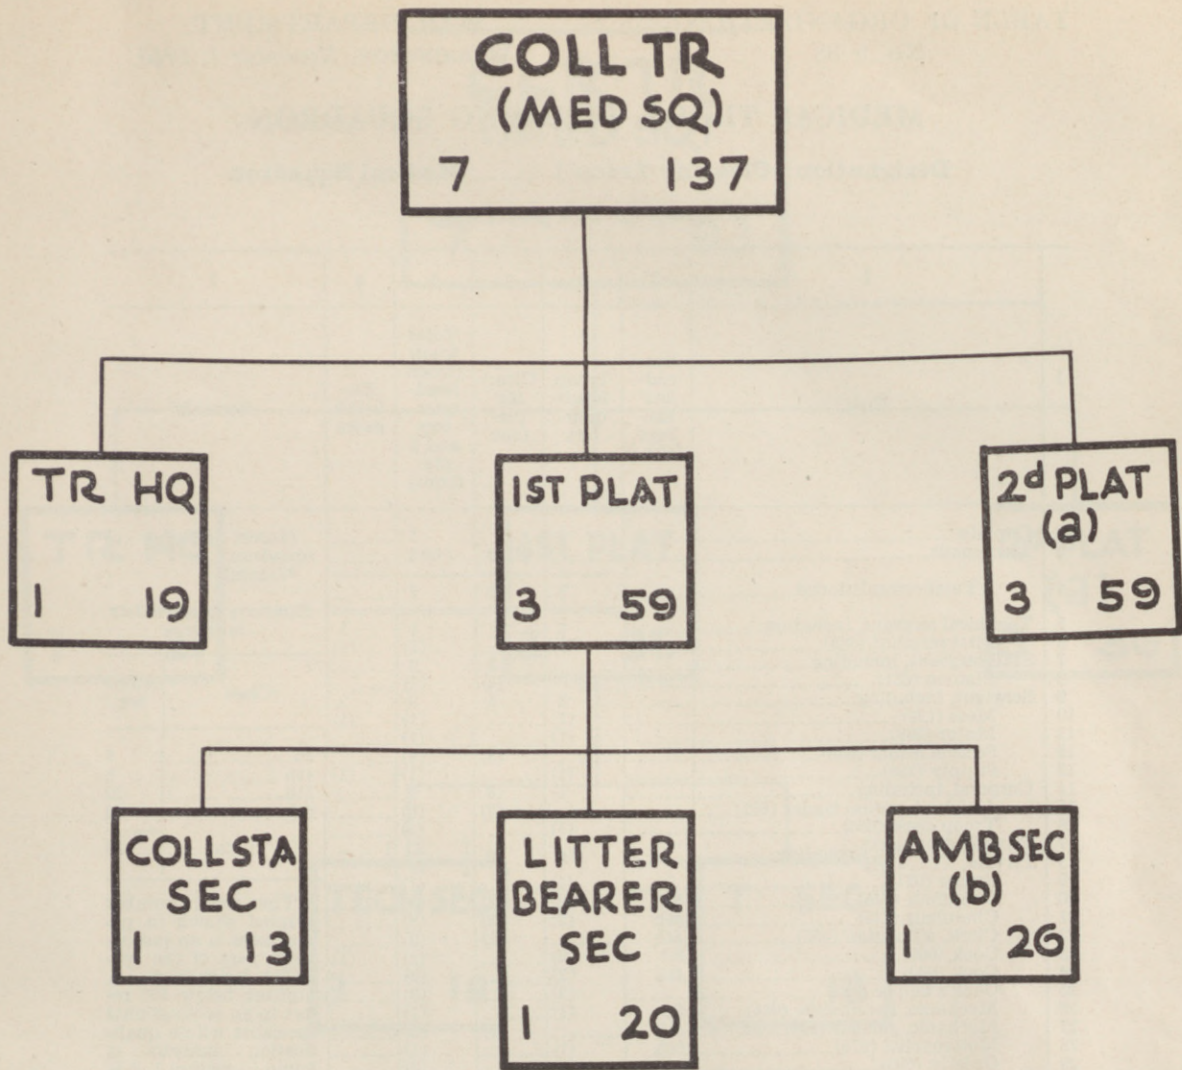 COLL TR
(MED SQ)
7 137
TR HQ
1 19
1ST PLAT
3 59
2d PLAT
(a)
3 59
COLL STA
SEC
1 13
LITTER
BEARER
SEC
1 20
AMB SEC
(b)
1 26